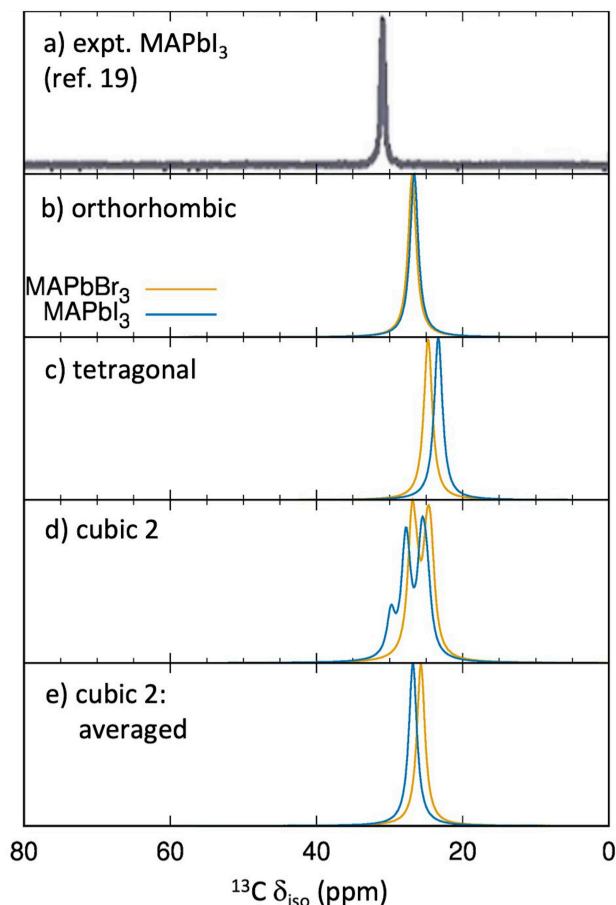 a) expt. MAPbI₃
(ref. 19)
b) orthorhombic
MAPbBr₃
MAPbI₃
c) tetragonal
d) cubic 2
e) cubic 2:
averaged
80 60 40 20 0
¹³C δiso (ppm)